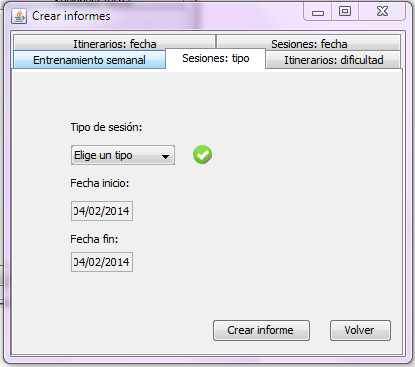 Crear informes
Itinerarios: fecha
Sesiones: fecha
Entrenamiento semanal
Sesiones: tipo
Itinerarios: dificultad
Tipo de sesión:
Elige un tipo
Fecha inicio:
04/02/2014
Fecha fin:
04/02/2014
Crear informe
Volver